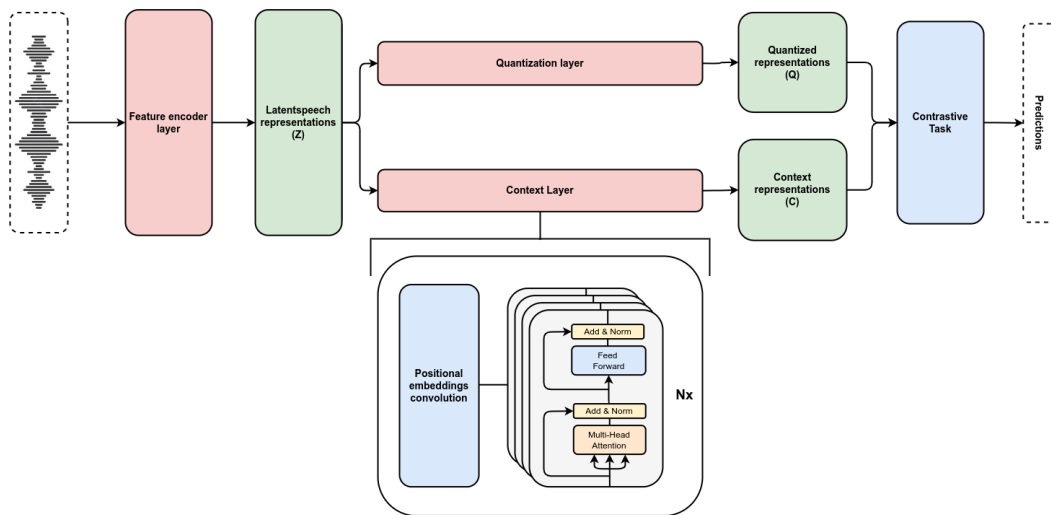 Feature encoder
layer
Latentspeech
representations
(Z)
Quantization layer
Context Layer
Quantized
representations
(Q)
Context
representations
(C)
Contrastive
Task
Predictions
Positional
embeddings
convolution
Add & Norm
Feed
Forward
Add & Norm
Multi-Head
Attention
Nx